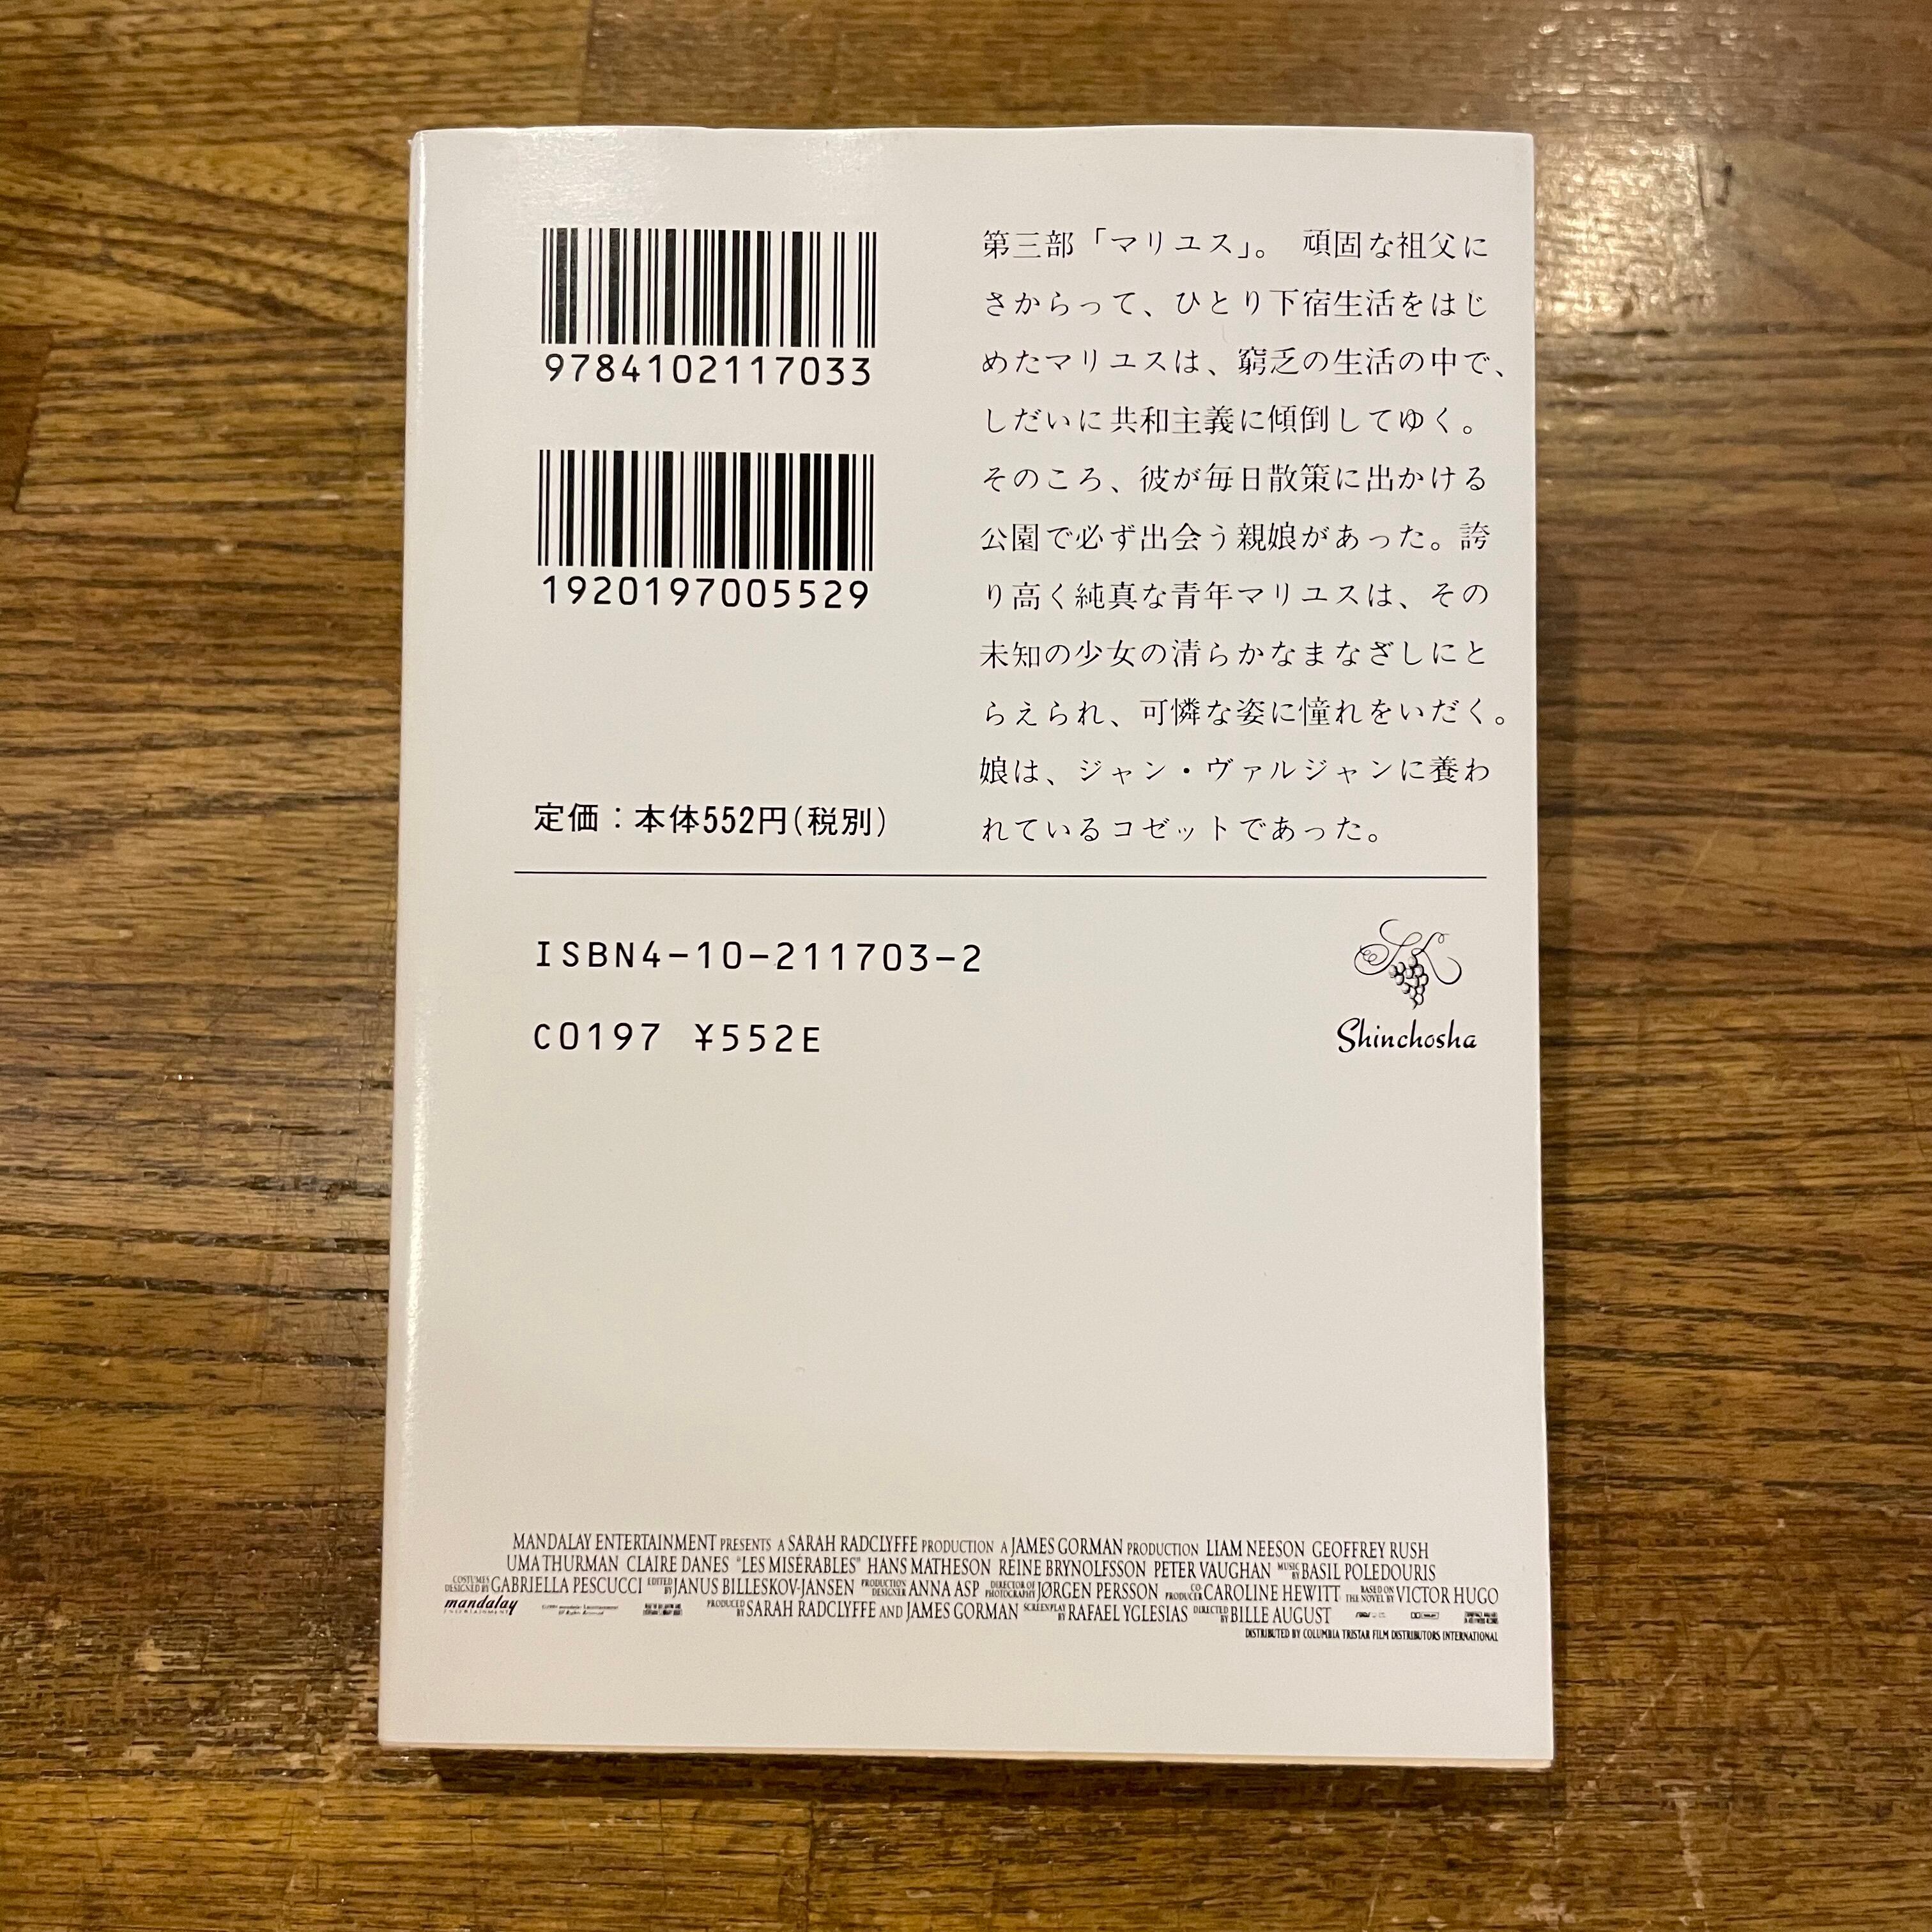 9784102117033
1920197005529
定価：本体552円(税別)
第三部「マリユス」。 頑固な祖父に
さからって、ひとり下宿生活をはじ
めたマリユスは、窮乏の生活の中で、
しだいに共和主義に傾倒してゆく。
そのころ、彼が毎日散策に出かける
公園で必ず出会う親娘があった。誇
り高く純真な青年マリユスは、その
未知の少女の清らかなまなざしにと
らえられ、可憐な姿に憧れをいだく。
娘は、ジャン・ヴァルジャンに養わ
れているコゼットであった。
ISBN4-10-211703-2
C0197 ¥552E
SK
Shinchosha
MANDALAY ENTERTAINMENT PRESENTS A SARAH RADCLYFFE PRODUCTION A JAMES GORMAN PRODUCTION LIAM NEESON GEOFFREY RUSH
UMA THURMAN CLAIRE DANES "LES MISÉRABLES" HANS MATHESON REINE BRYNOLFSSON PETER VAUGHAN MUSIC BY BASIL POLEDOURIS
COSTUMES DESIGNED BY GABRIELLA PESCUCCI EDITED BY JANUS BILLESKOV-JANSEN PRODUCTION DESIGNER ANNA ASP DIRECTOR OF PHOTOGRAPHY JØRGEN PERSSON CO-PRODUCER CAROLINE HEWITT BASED ON THE NOVEL BY VICTOR HUGO
mandalay ENTERTAINMENT PRODUCED BY SARAH RADCLYFFE AND JAMES GORMAN SCREENPLAY BY RAFAEL YGLESIAS DIRECTED BY BILLE AUGUST
DISTRIBUTED BY COLUMBIA TRISTAR FILM DISTRIBUTORS INTERNATIONAL